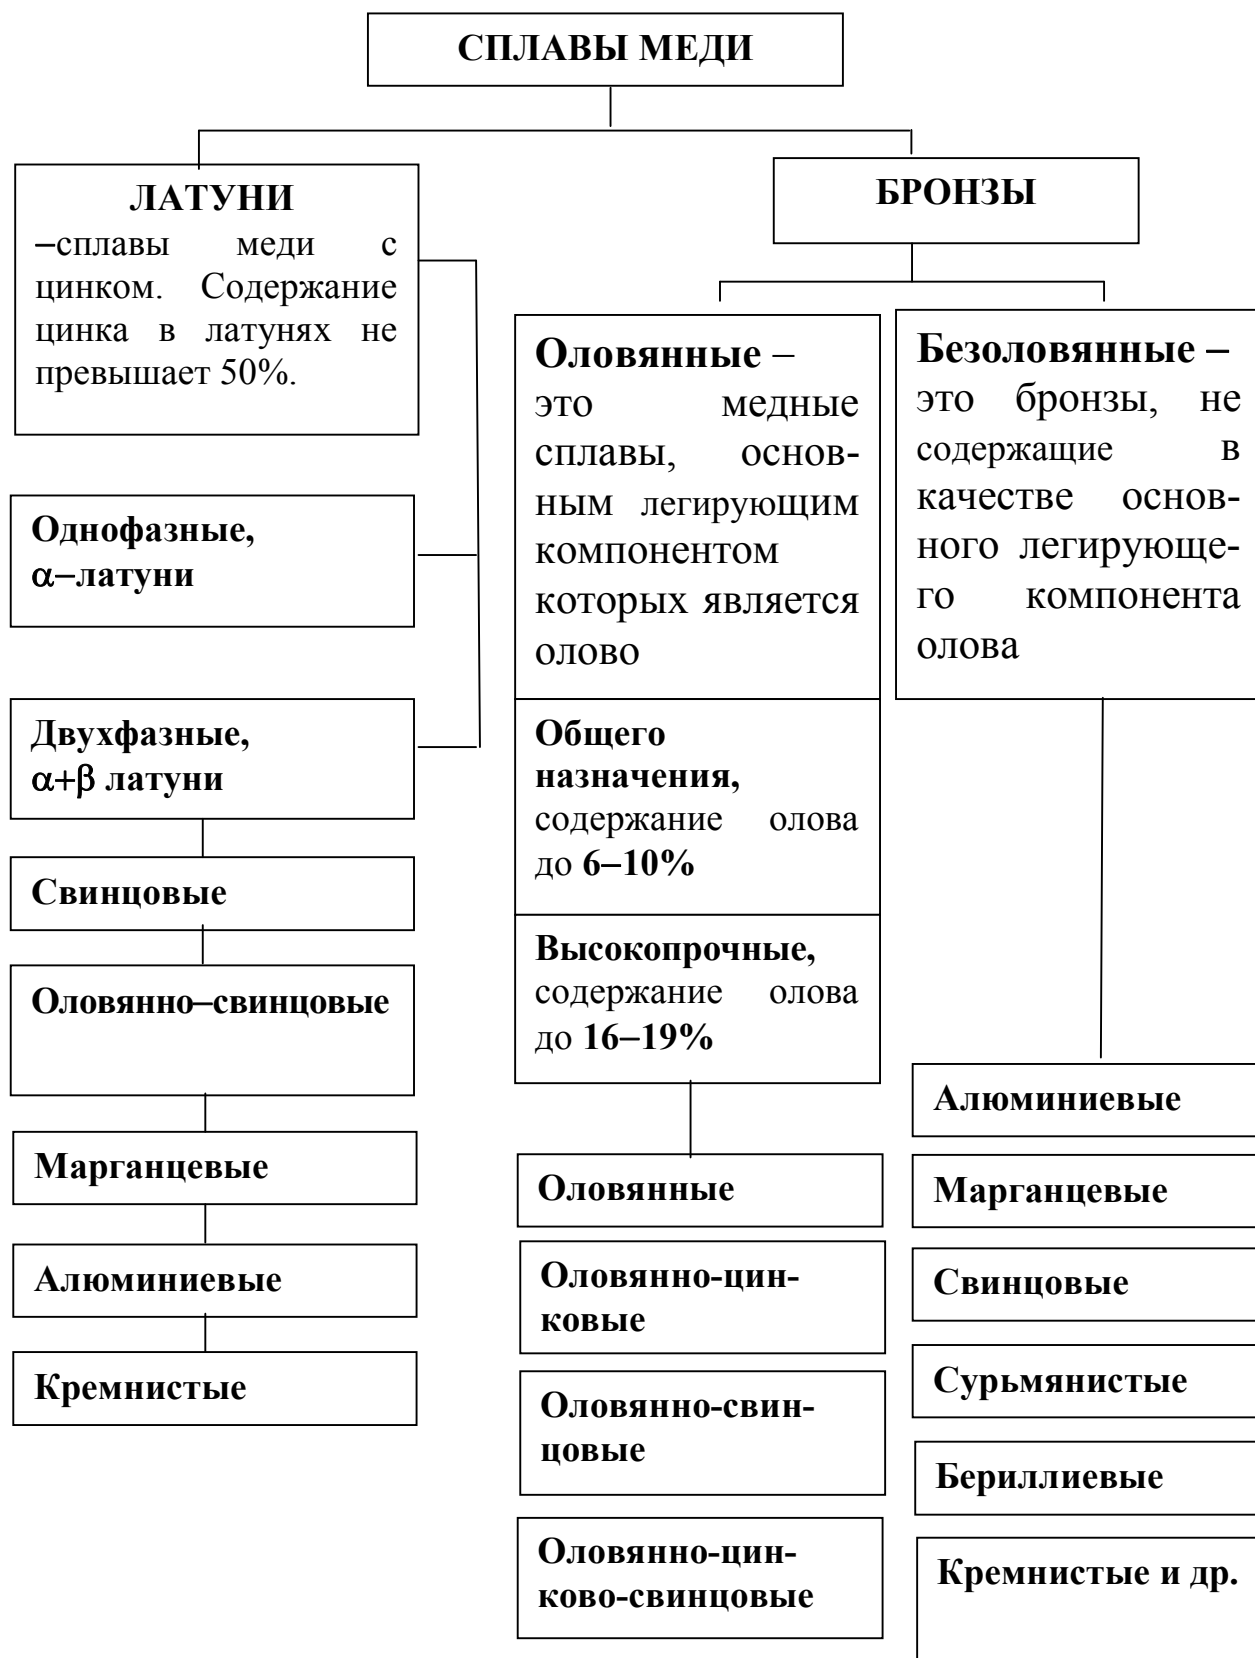 СПЛАВЫ МЕДИ
ЛАТУНИ
–сплавы меди с
цинком. Содержание
цинка в латунях не
превышает 50%.
Однофазные,
α–латуни
Двухфазные,
α+β латуни
Свинцовые
Оловянно–свинцовые
Марганцевые
Алюминиевые
Кремнистые
БРОНЗЫ
Оловянные –
это медные
сплавы, основ-
ным легирующим
компонентом
которых является
олово
Общего
назначения,
содержание олова
до 6–10%
Высокопрочные,
содержание олова
до 16–19%
Оловянные
Оловянно-цин-
ковые
Оловянно-свин-
цовые
Оловянно-цин-
ково-свинцовые
Безоловянные –
это бронзы, не
содержащие в
качестве основ-
ного легирующе-
го компонента
олова
Алюминиевые
Марганцевые
Свинцовые
Сурьмянистые
Бериллиевые
Кремнистые и др.